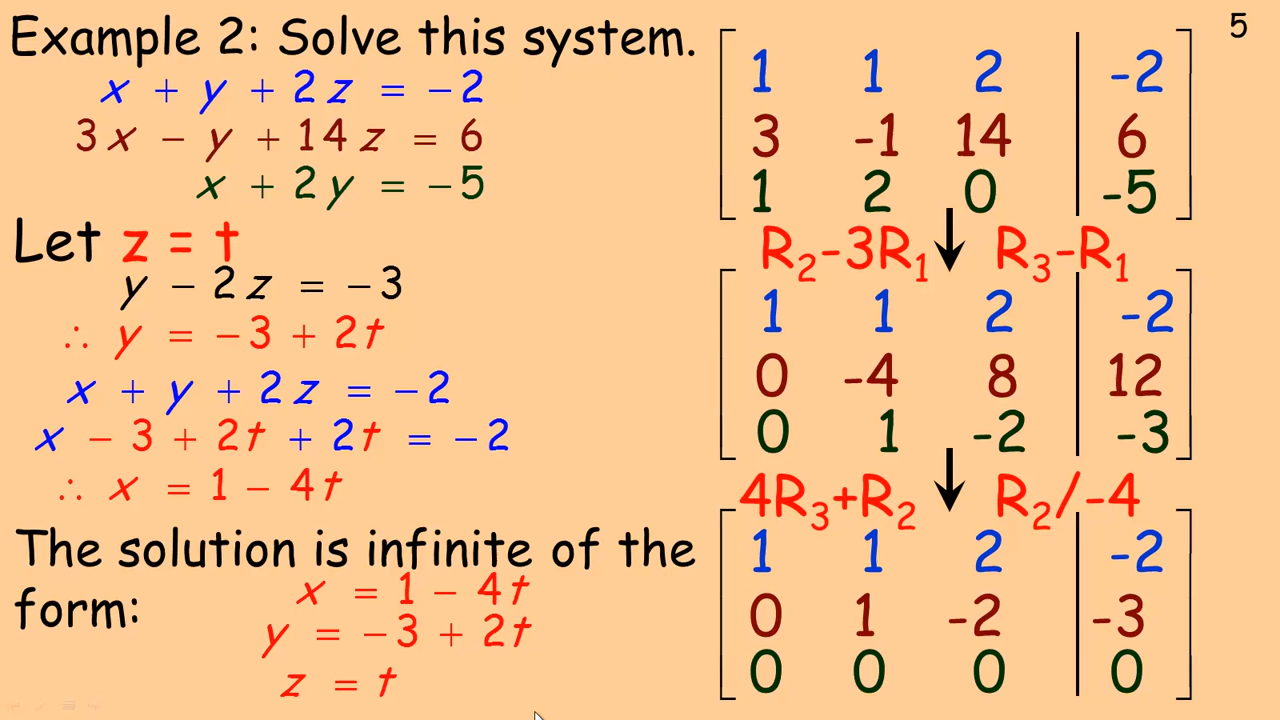 Example 2: Solve this system.
x + y + 2z = −2
3x − y + 14z = 6
x + 2y = −5
Let z = t
y − 2z = −3
∴ y = −3 + 2t
x + y + 2z = −2
x − 3 + 2t + 2t = −2
∴ x = 1 − 4t
The solution is infinite of the
form:
x = 1 − 4t
y = −3 + 2t
z = t
5
1 1 2 | -2
3 -1 14 | 6
1 2 0 | -5
R₂-3R₁ R₃-R₁
1 1 2 | -2
0 -4 8 | 12
0 1 -2 | -3
4R₃+R₂ R₂/-4
1 1 2 | -2
0 1 -2 | -3
0 0 0 | 0